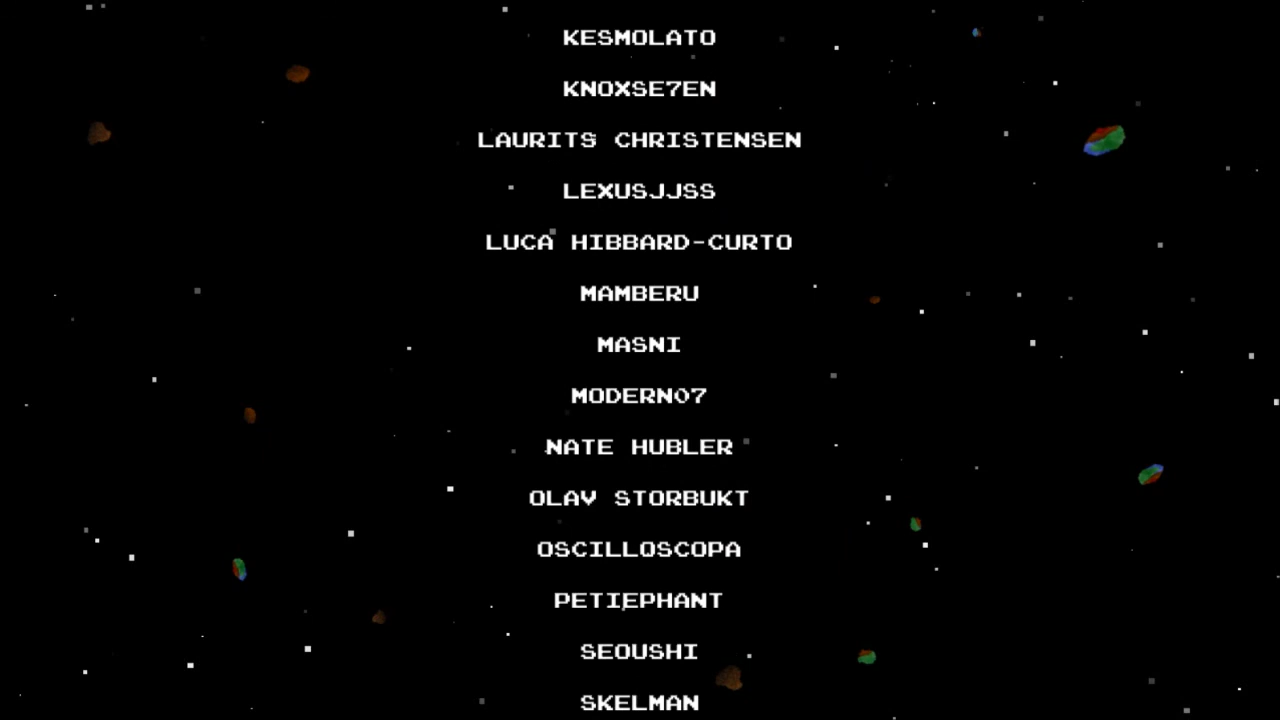 KESMOLATO
KNOXSE7EN
LAURITS CHRISTENSEN
LEXUSJJSS
LUCA HIBBARD-CURTO
MAMBERU
MASNI
MODERN07
NATE HUBLER
OLAV STORBUKT
OSCILLOSCOPA
PETIEPHANT
SEOUSHI
SKELMAN